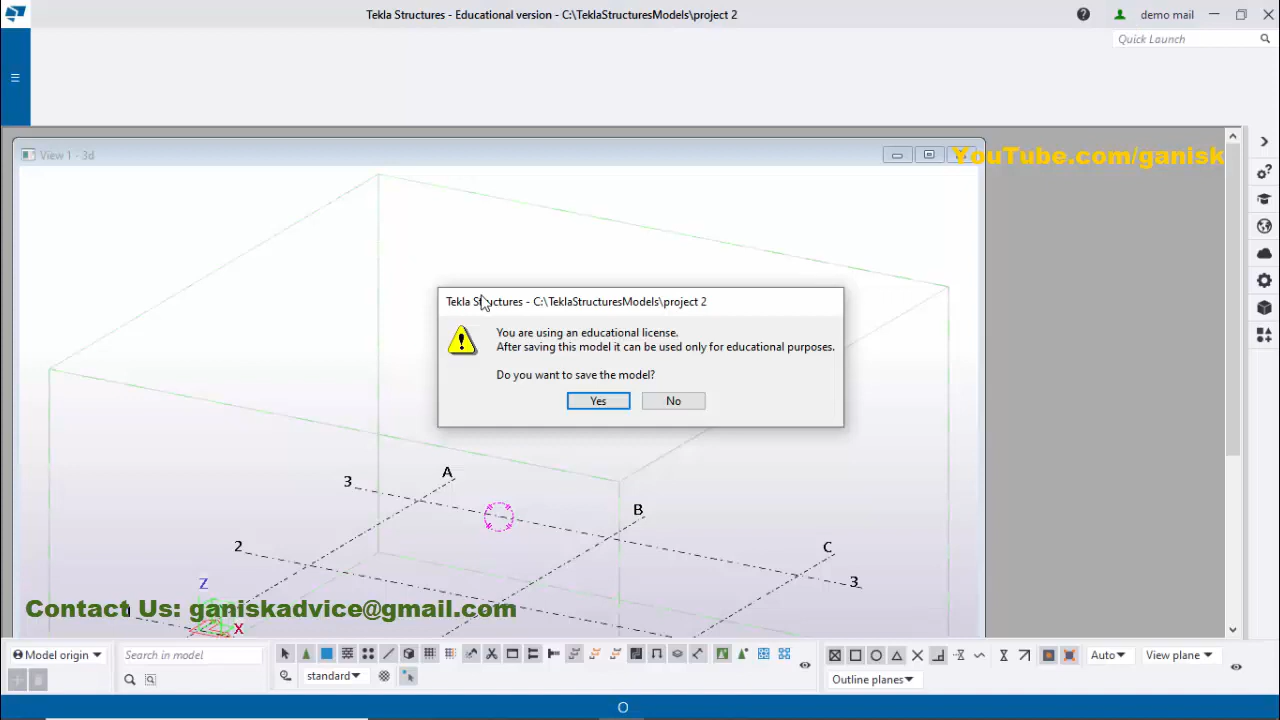 Tekla Structures - Educational version - C:\TeklaStructuresModels\project 2
demo mail
Quick Launch
View 1 - 3d
YouTube.com/ganisk
Tekla Structures - C:\TeklaStructuresModels\project 2
You are using an educational license.
After saving this model it can be used only for educational purposes.
Do you want to save the model?
Yes No
A
3
B
2
C
3
Z
Contact Us: ganiskadvice@gmail.com
X
Model origin
Search in model
Auto
View plane
standard
Outline planes